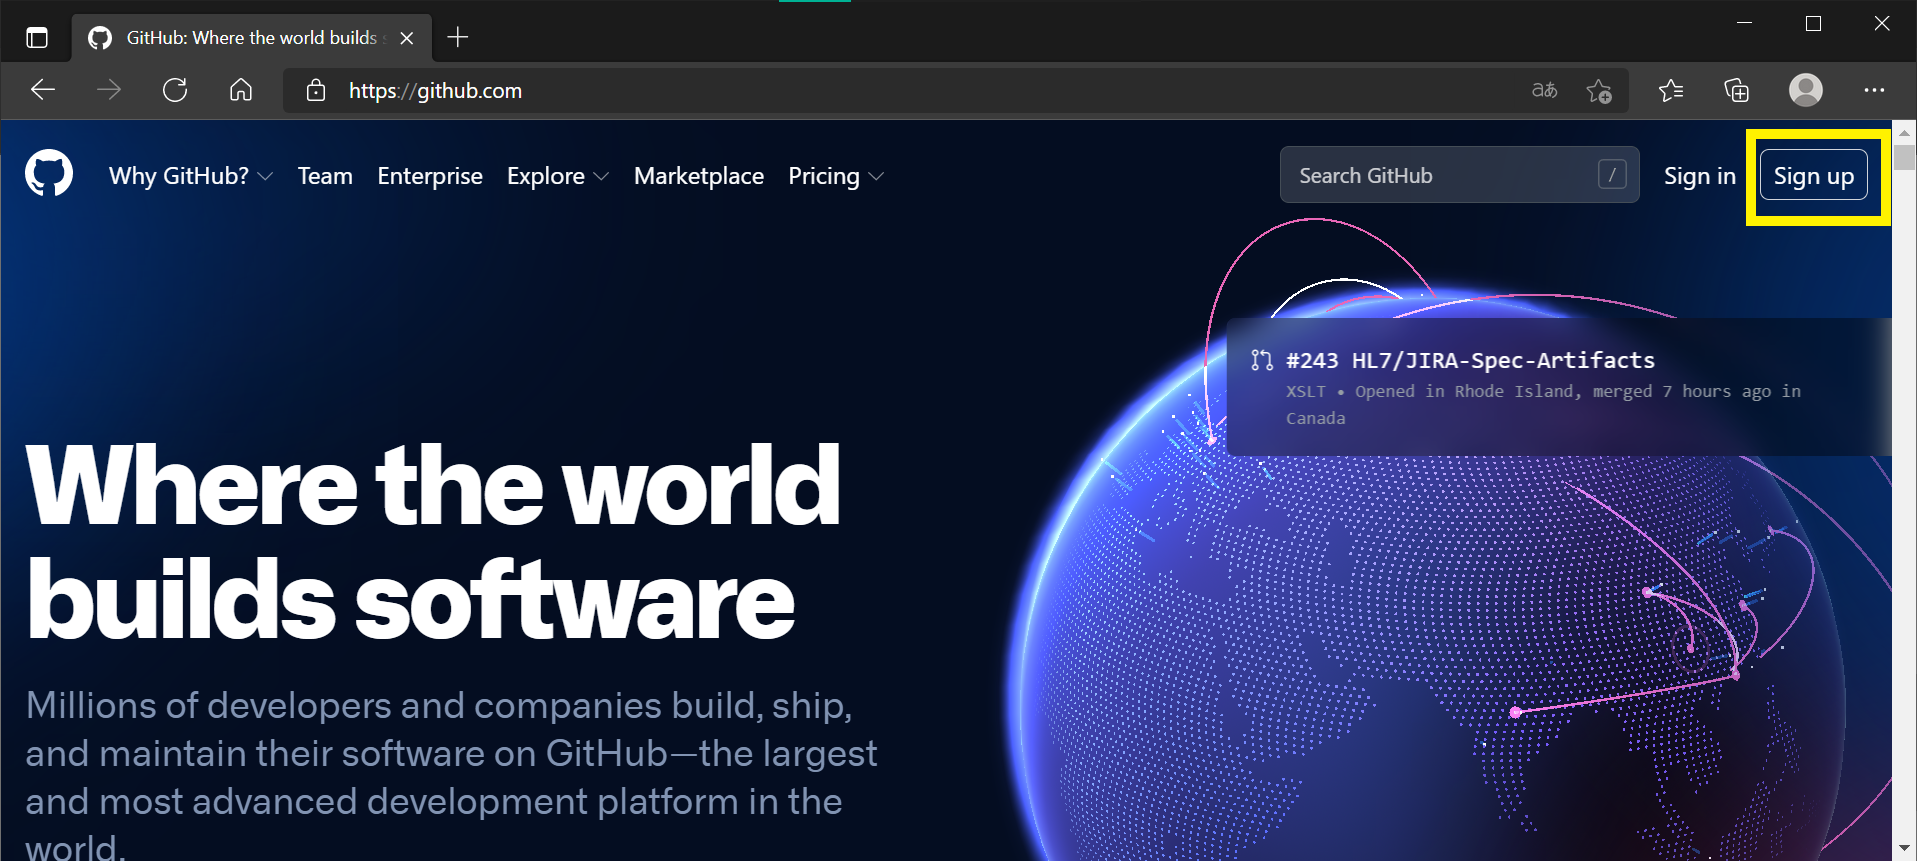 GitHub: Where the world builds
https://github.com
aあ
Why GitHub?
Team
Enterprise
Explore
Marketplace
Pricing
Search GitHub
/
Sign in
Sign up
#243 HL7/JIRA-Spec-Artifacts
XSLT • Opened in Rhode Island, merged 7 hours ago in
Canada
Where the world
builds software
Millions of developers and companies build, ship,
and maintain their software on GitHub—the largest
and most advanced development platform in the
world.